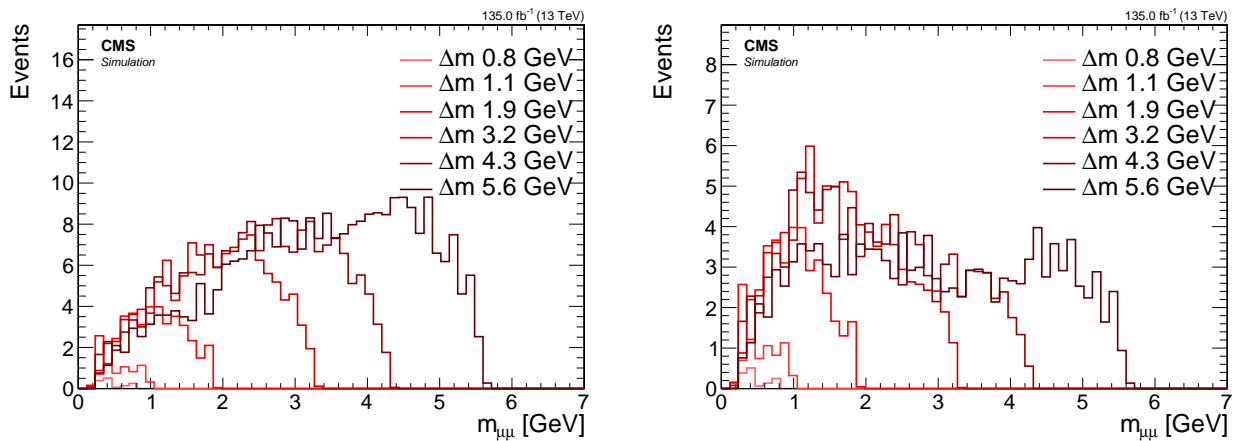 135.0 fb⁻¹ (13 TeV)
Events
CMS
Simulation
Δm 0.8 [GeV]
Δm 1.1 [GeV]
Δm 1.9 [GeV]
Δm 3.2 GeV]
Δm 4.3 GeV]
Δm 5.6 GeV]
16
14
12
10
8
6
4
2
0
0 1 2 3 4 5 6 7
m_μμ [GeV]
135.0 fb⁻¹ (13 TeV)
Events
CMS
Simulation
Δm 0.8 [GeV]
Δm 1.1 [GeV]
Δm 1.9 [GeV]
Δm 3.2 GeV]
Δm 4.3 GeV]
Δm 5.6 GeV]
8
7
6
5
4
3
2
1
0
0 1 2 3 4 5 6 7
m_μμ [GeV]